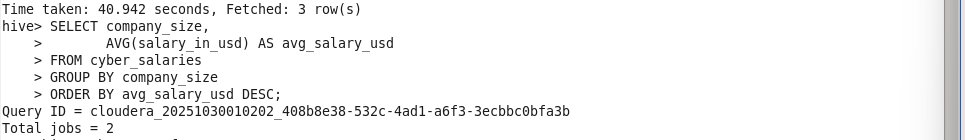 Time taken: 40.942 seconds, Fetched: 3 row(s)
hive> SELECT company_size,
    >        AVG(salary_in_usd) AS avg_salary_usd
    > FROM cyber_salaries
    > GROUP BY company_size
    > ORDER BY avg_salary_usd DESC;
Query ID = cloudera_20251030010202_408b8e38-532c-4ad1-a6f3-3ecbbc0bfa3b
Total jobs = 2